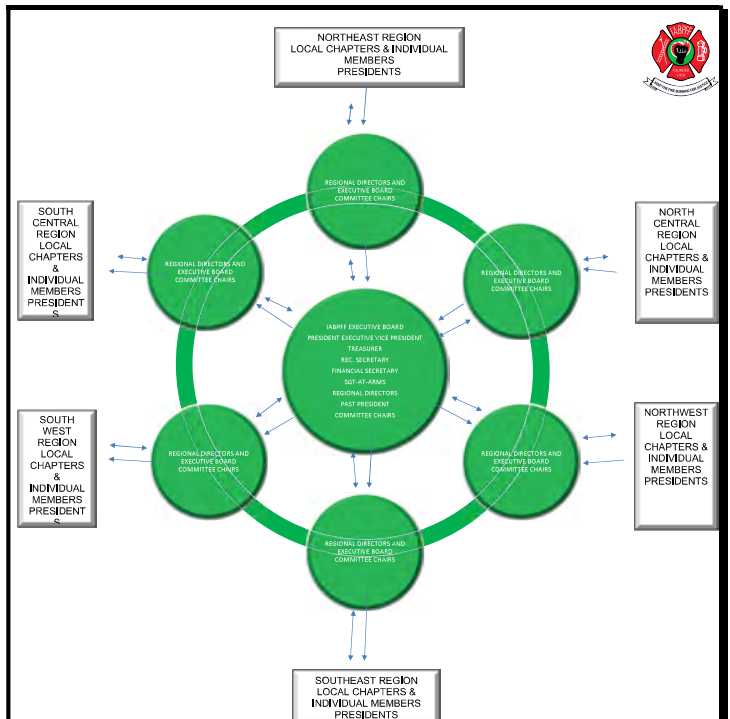 NORTHEAST REGION
LOCAL CHAPTERS & INDIVIDUAL
MEMBERS
PRESIDENTS
IABPFF
FOUNDED
1970
REGIONAL DIRECTORS AND
EXECUTIVE BOARD
COMMITTEE CHAIRS
SOUTH
CENTRAL
REGION
LOCAL
CHAPTERS
&
INDIVIDUAL
MEMBERS
PRESIDENT
S
REGIONAL DIRECTORS AND
EXECUTIVE BOARD
COMMITTEE CHAIRS
REGIONAL DIRECTORS AND
EXECUTIVE BOARD
COMMITTEE CHAIRS
NORTH
CENTRAL
REGION
LOCAL
CHAPTERS &
INDIVIDUAL
MEMBERS
PRESIDENTS
IABPFF EXECUTIVE BOARD
PRESIDENT EXECUTIVE VICE PRESIDENT
TREASURER
REC. SECRETARY
FINANCIAL SECRETARY
SGT-AT-ARMS
REGIONAL DIRECTORS
PAST PRESIDENT
COMMITTEE CHAIRS
SOUTH
WEST
REGION
LOCAL
CHAPTERS
&
INDIVIDUAL
MEMBERS
PRESIDENT
S
REGIONAL DIRECTORS AND
EXECUTIVE BOARD
COMMITTEE CHAIRS
REGIONAL DIRECTORS AND
EXECUTIVE BOARD
COMMITTEE CHAIRS
NORTHWEST
REGION
LOCAL
CHAPTERS &
INDIVIDUAL
MEMBERS
PRESIDENTS
REGIONAL DIRECTORS AND
EXECUTIVE BOARD
COMMITTEE CHAIRS
SOUTHEAST REGION
LOCAL CHAPTERS &
INDIVIDUAL MEMBERS
PRESIDENTS